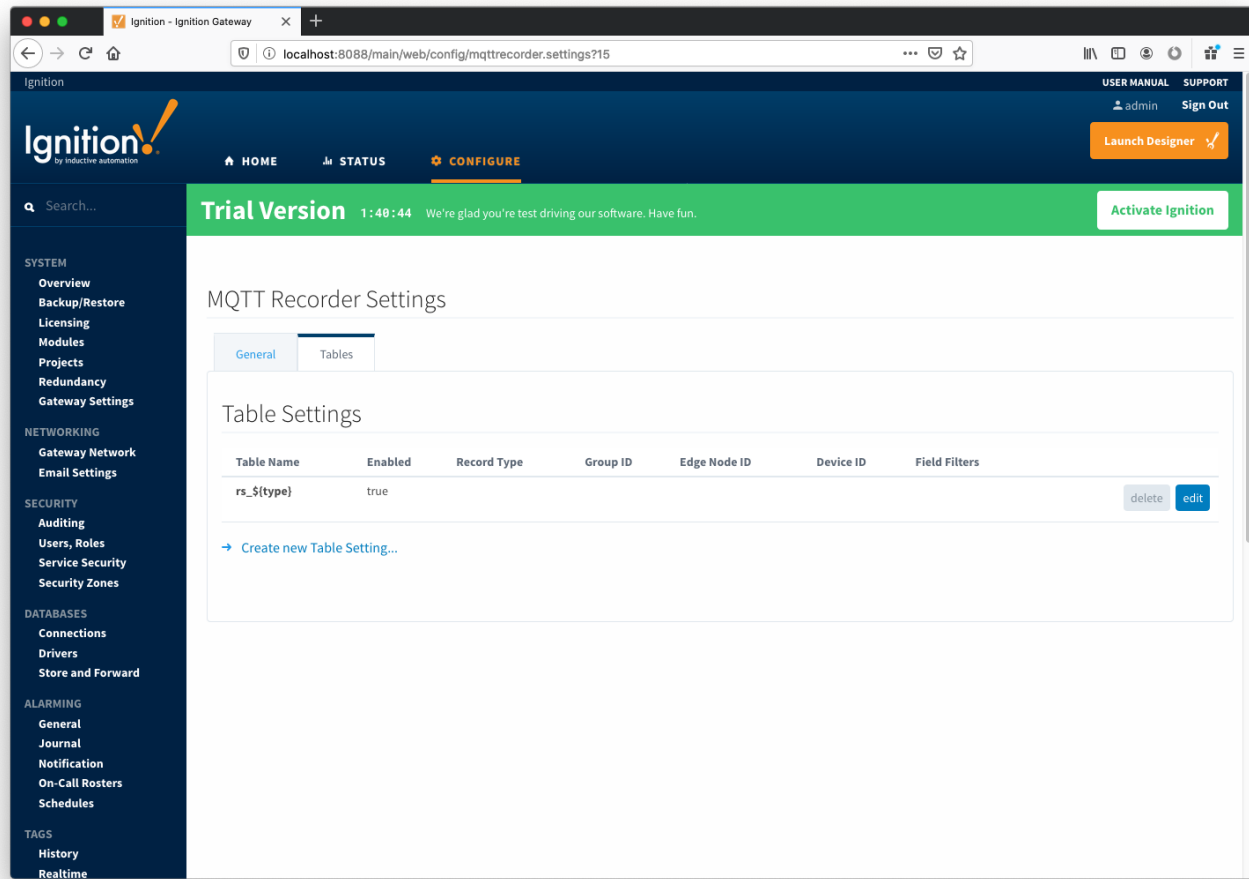 Ignition - Ignition Gateway
localhost:8088/main/web/config/mqttrecorder.settings?15
Ignition
USER MANUAL SUPPORT
admin Sign Out
Ignition!
by inductive automation
Launch Designer
HOME STATUS CONFIGURE
Search...
Trial Version 1:40:44 We're glad you're test driving our software. Have fun.
Activate Ignition
SYSTEM
Overview
Backup/Restore
Licensing
Modules
Projects
Redundancy
Gateway Settings
NETWORKING
Gateway Network
Email Settings
SECURITY
Auditing
Users, Roles
Service Security
Security Zones
DATABASES
Connections
Drivers
Store and Forward
ALARMING
General
Journal
Notification
On-Call Rosters
Schedules
TAGS
History
Realtime
MQTT Recorder Settings
General Tables
Table Settings
Table Name Enabled Record Type Group ID Edge Node ID Device ID Field Filters
rs_${type} true delete edit
Create new Table Setting...